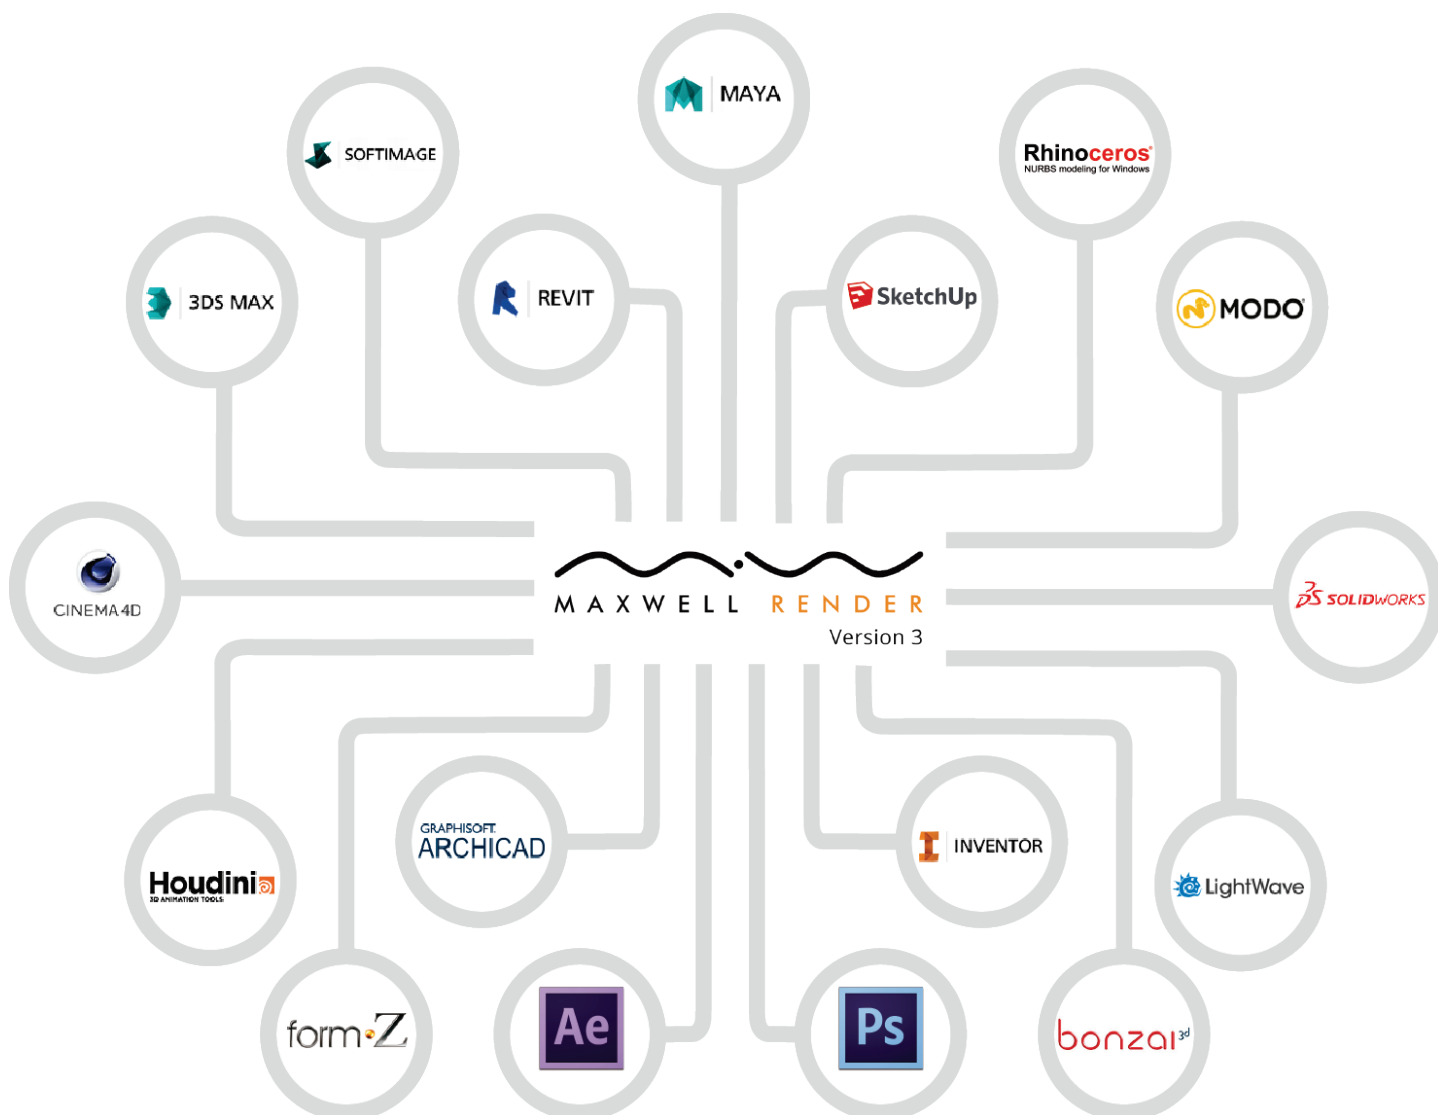 MAYA
SOFTIMAGE
Rhinoceros®
NURBS modeling for Windows
3DS MAX
REVIT
SketchUp
MODO®
CINEMA 4D
MAXWELL RENDER
Version 3
3DS SOLIDWORKS
GRAPHISOFT.
ARCHICAD
INVENTOR
Houdini
3D ANIMATION TOOLS
LightWave
form·Z
Ae
Ps
bonzai3d